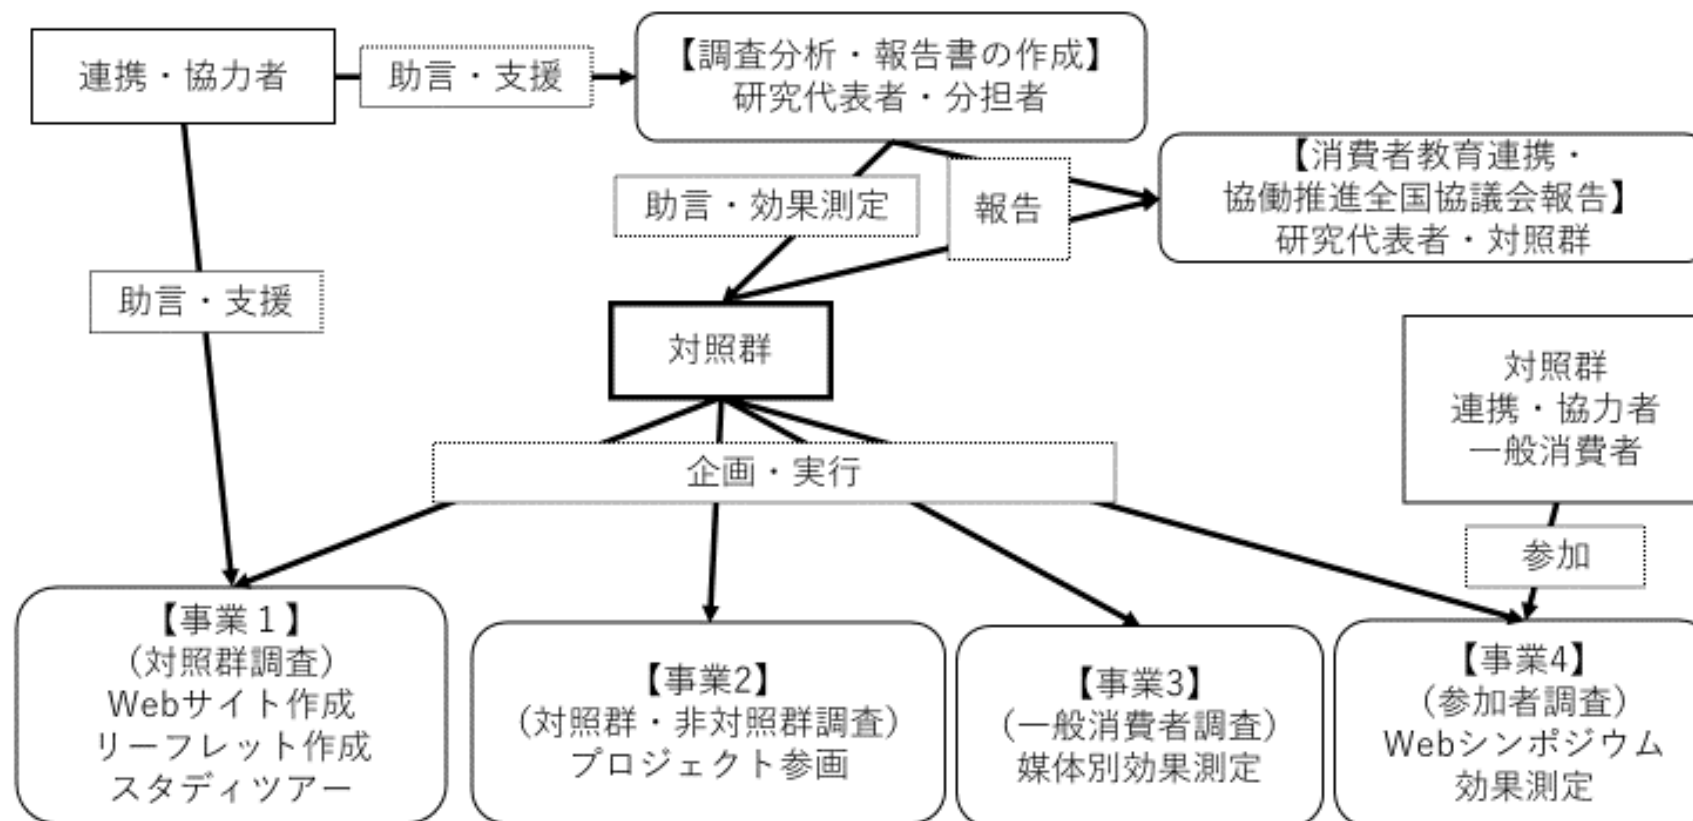 連携・協力者
助言・支援
【調査分析・報告書の作成】
研究代表者・分担者
【消費者教育連携・
協働推進全国協議会報告】
研究代表者・対照群
助言・効果測定
報告
助言・支援
対照群
対照群
連携・協力者
一般消費者
企画・実行
参加
【事業１】
（対照群調査）
Webサイト作成
リーフレット作成
スタディツアー
【事業2】
（対照群・非対照群調査）
プロジェクト参画
【事業3】
（一般消費者調査）
媒体別効果測定
【事業4】
（参加者調査）
Webシンポジウム
効果測定